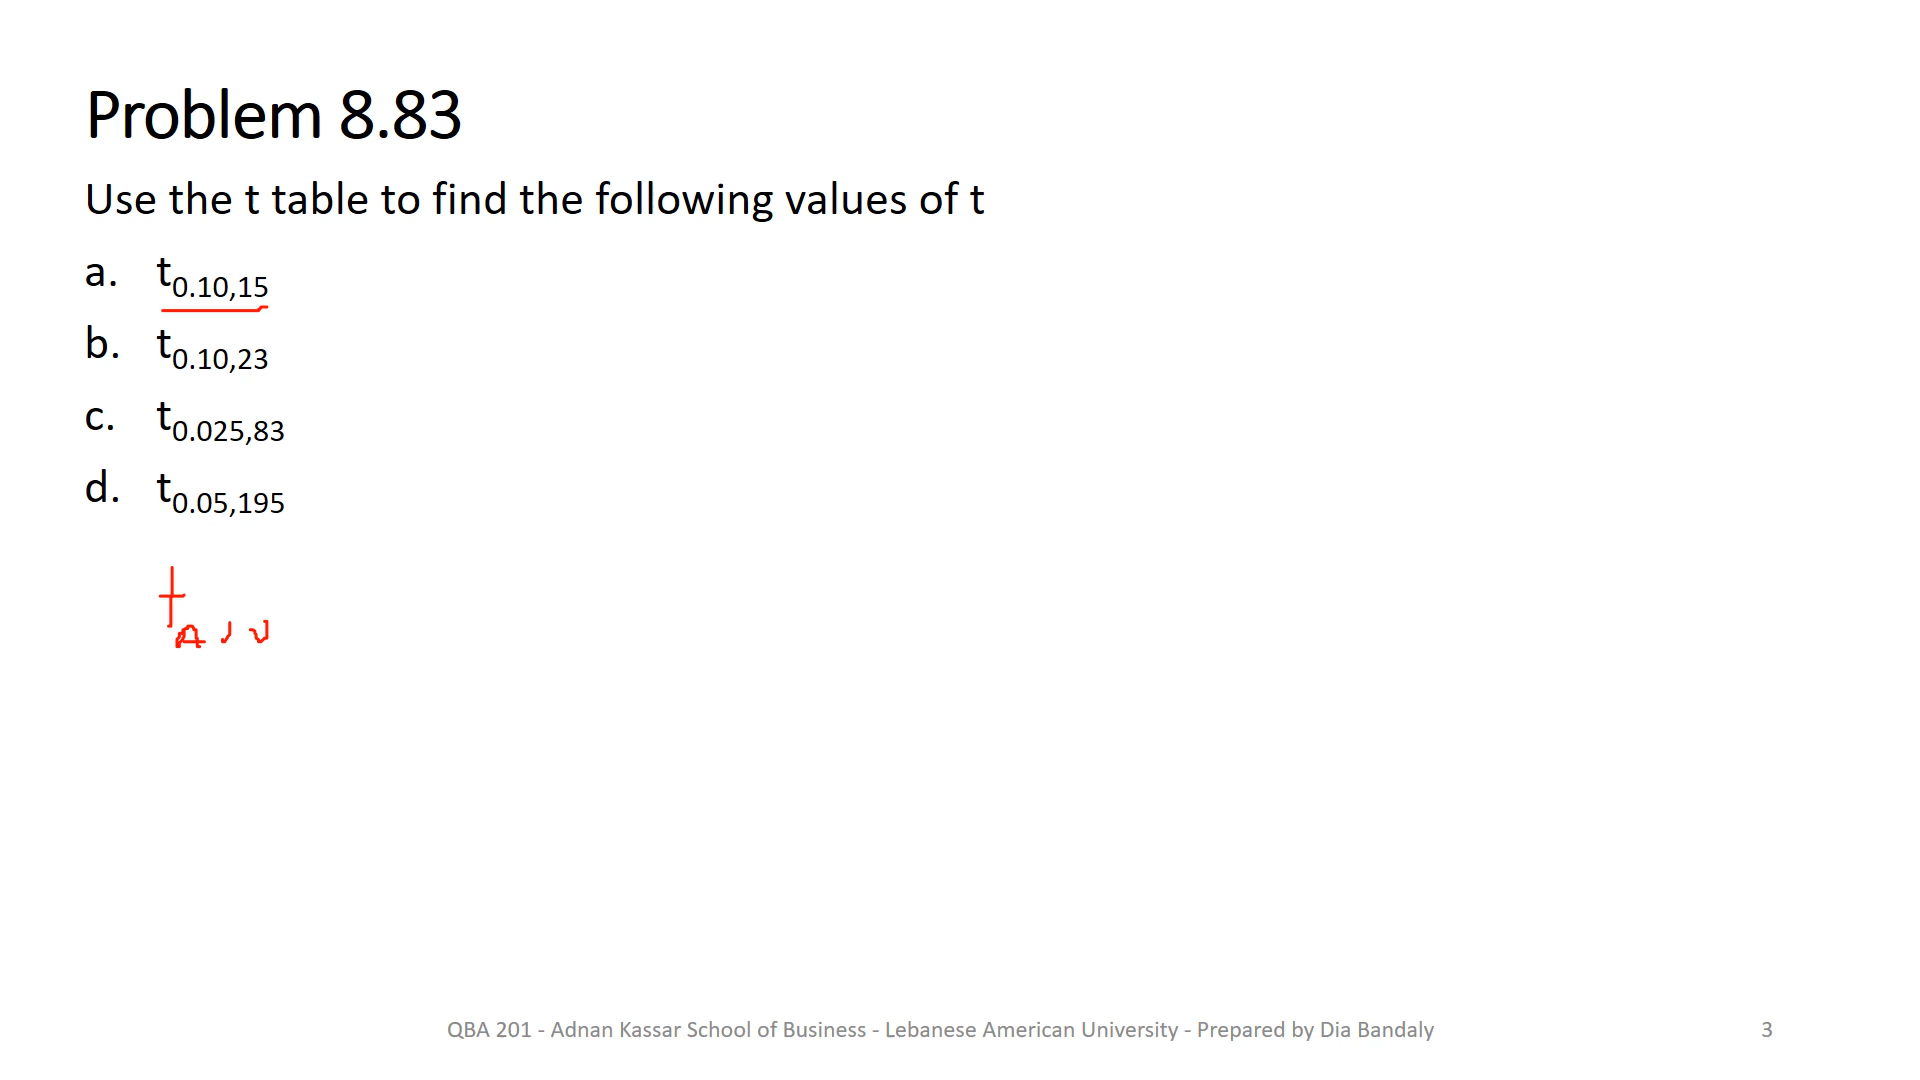 Problem 8.83
Use the t table to find the following values of t
a. t0.10,15
b. t0.10,23
c. t0.025,83
d. t0.05,195
t
A, ν
QBA 201 - Adnan Kassar School of Business - Lebanese American University - Prepared by Dia Bandaly 3